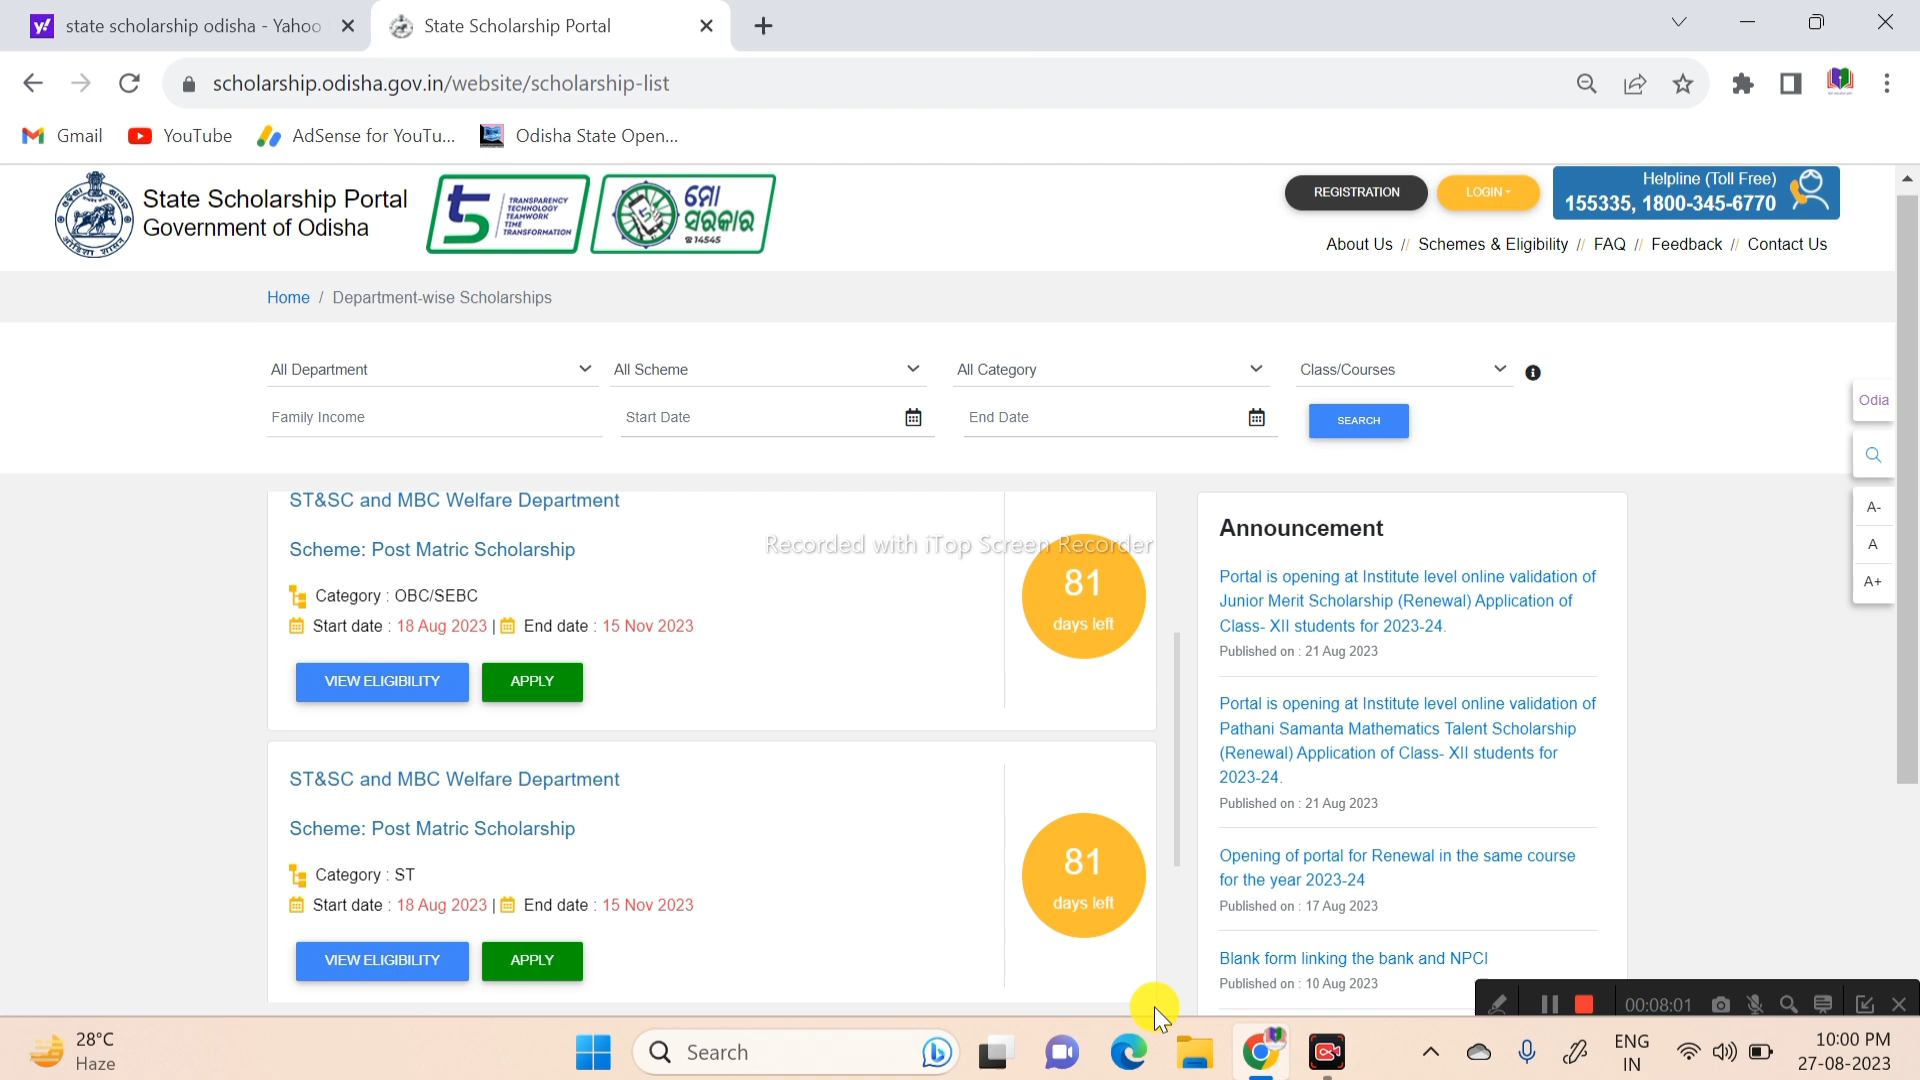 state scholarship odisha - Yahoo
State Scholarship Portal
scholarship.odisha.gov.in/website/scholarship-list
Gmail
YouTube
AdSense for YouTu...
Odisha State Open...
State Scholarship Portal
Government of Odisha
5T
TRANSPARENCY
TECHNOLOGY
TEAMWORK
TIME
TRANSFORMATION
ମୋ
ସରକାର
☎ 14545
REGISTRATION
LOGIN
Helpline (Toll Free)
155335, 1800-345-6770
About Us // Schemes & Eligibility // FAQ // Feedback // Contact Us
Home / Department-wise Scholarships
All Department
All Scheme
All Category
Class/Courses
Family Income
Start Date
End Date
SEARCH
Odia
A-
A
A+
ST&SC and MBC Welfare Department
Scheme: Post Matric Scholarship
Category : OBC/SEBC
Start date : 18 Aug 2023 | End date : 15 Nov 2023
VIEW ELIGIBILITY
APPLY
81
days left
Recorded with iTop Screen Recorder
ST&SC and MBC Welfare Department
Scheme: Post Matric Scholarship
Category : ST
Start date : 18 Aug 2023 | End date : 15 Nov 2023
VIEW ELIGIBILITY
APPLY
81
days left
Announcement
Portal is opening at Institute level online validation of
Junior Merit Scholarship (Renewal) Application of
Class- XII students for 2023-24.
Published on : 21 Aug 2023
Portal is opening at Institute level online validation of
Pathani Samanta Mathematics Talent Scholarship
(Renewal) Application of Class- XII students for
2023-24.
Published on : 21 Aug 2023
Opening of portal for Renewal in the same course
for the year 2023-24
Published on : 17 Aug 2023
Blank form linking the bank and NPCI
Published on : 10 Aug 2023
00:08:01
28°C
Haze
Search
ENG
IN
10:00 PM
27-08-2023